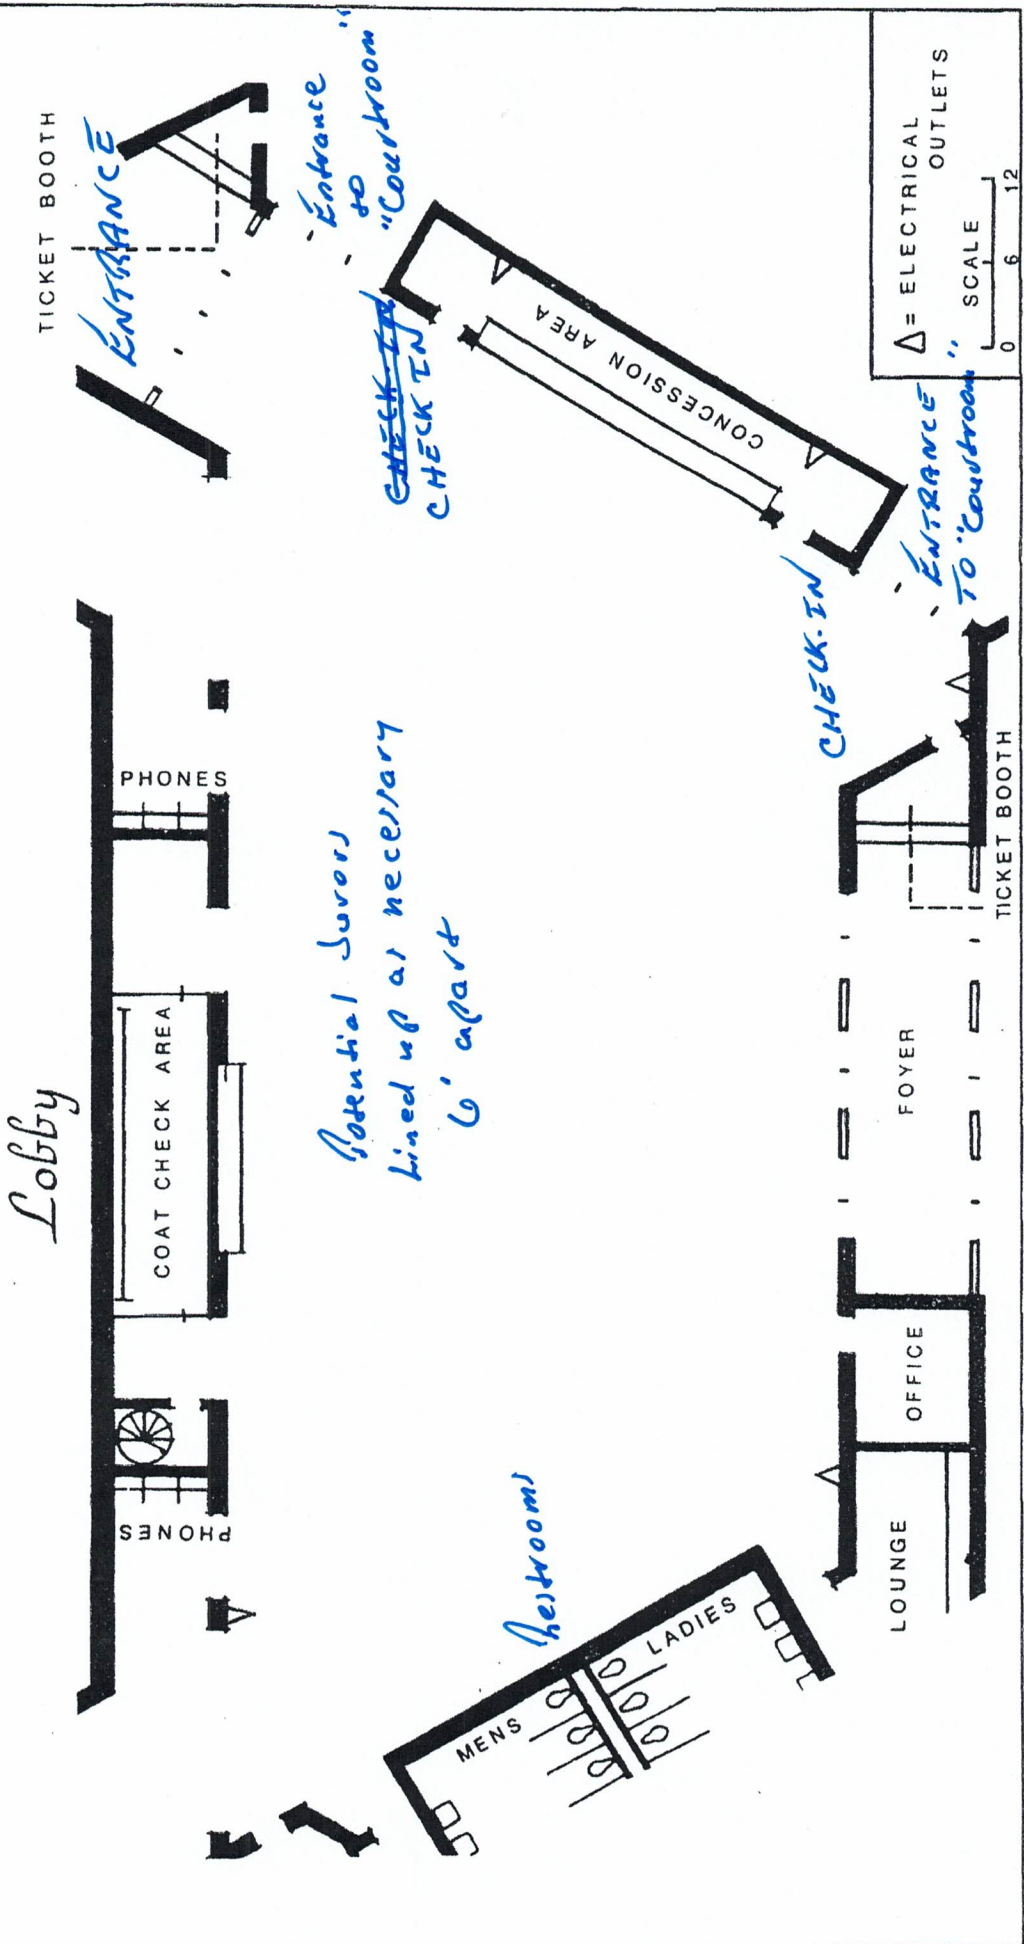 Lobby
TICKET BOOTH
ENTRANCE
Entrance
to
"Courtroom"
CHECK IN
CHECK IN
CONCESSION AREA
PHONES
COAT CHECK AREA
PHONES
Potential Jurors
Lined up as necessary
6' apart
CHECK-IN
ENTRANCE
TO "Courtroom"
TICKET BOOTH
FOYER
OFFICE
LOUNGE
Restrooms
MENS
LADIES
△ = ELECTRICAL
OUTLETS
SCALE
0 6 12